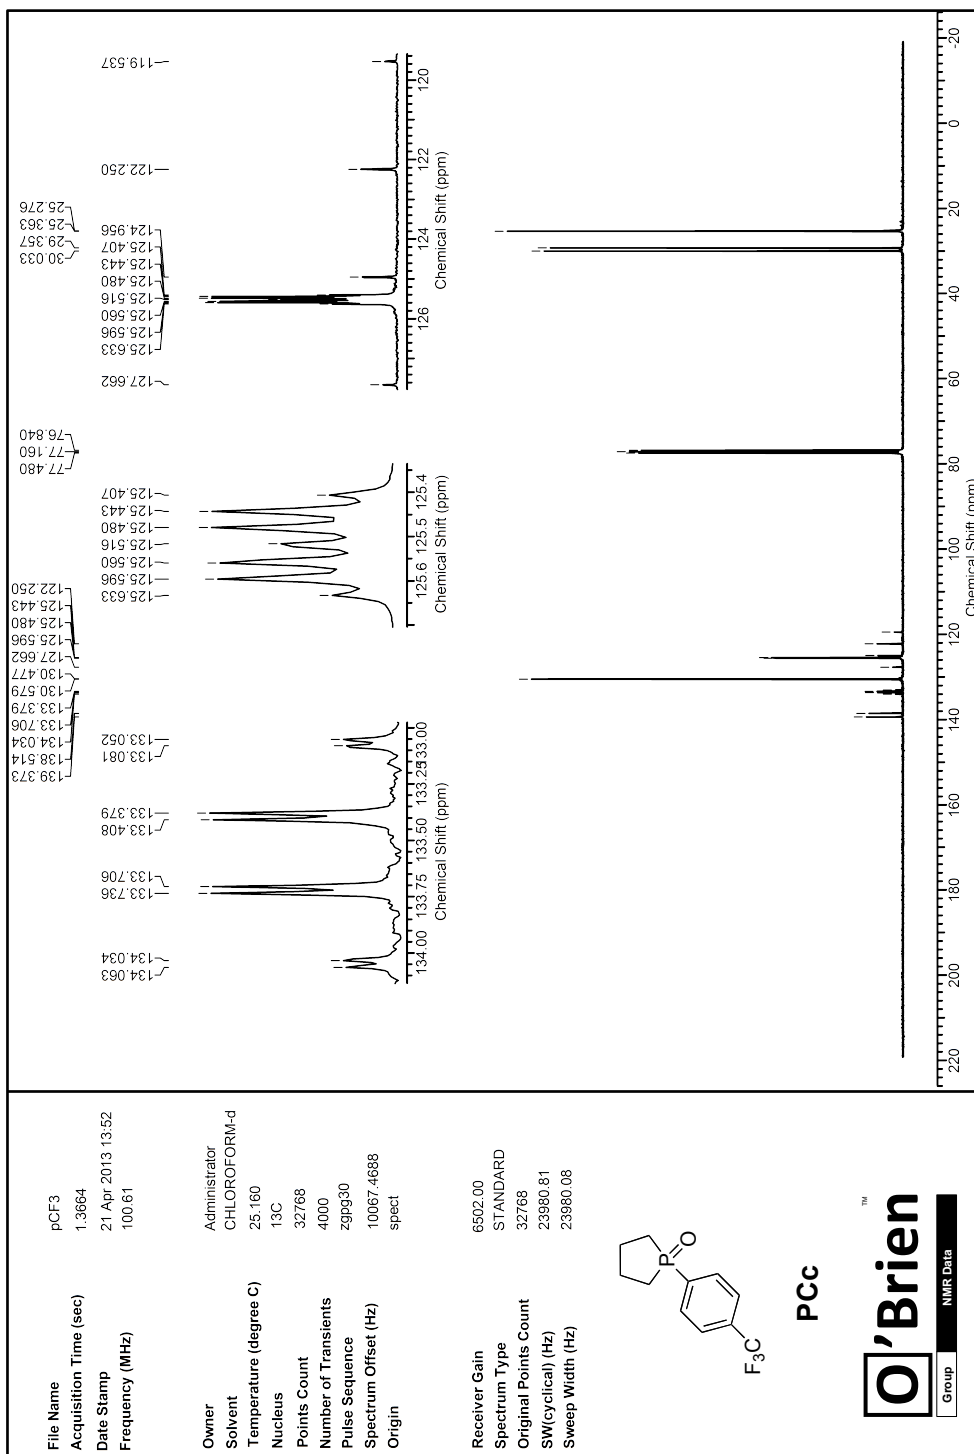 File Name pCF3
Acquisition Time (sec) 1.3664
Date Stamp 21 Apr 2013 13:52
Frequency (MHz) 100.61
Owner Administrator
Solvent CHLOROFORM-d
Temperature (degree C) 25.160
Nucleus 13C
Points Count 32768
Number of Transients 4000
Pulse Sequence zgpg30
Spectrum Offset (Hz) 10067.4688
Origin spect
Receiver Gain 6502.00
Spectrum Type STANDARD
Original Points Count 32768
SW(cyclical) (Hz) 23980.81
Sweep Width (Hz) 23980.08
P
O
F3C
PCc
O'Brien
TM
Group NMR Data
139.373
138.514
134.034
133.706
133.379
130.579
130.477
127.662
125.596
125.480
125.443
122.250
77.480
77.160
76.840
30.033
29.357
25.363
25.276
134.063
134.034
133.736
133.706
133.408
133.379
133.081
133.052
134.00 133.75 133.50 133.25 133.00
Chemical Shift (ppm)
125.633
125.596
125.560
125.516
125.480
125.443
125.407
125.6 125.5 125.4
Chemical Shift (ppm)
127.662
125.633
125.596
125.560
125.516
125.480
125.443
125.407
124.956
122.250
119.537
126 124 122 120
Chemical Shift (ppm)
220 200 180 160 140 120 100 80 60 40 20 0 -20
Chemical Shift (ppm)